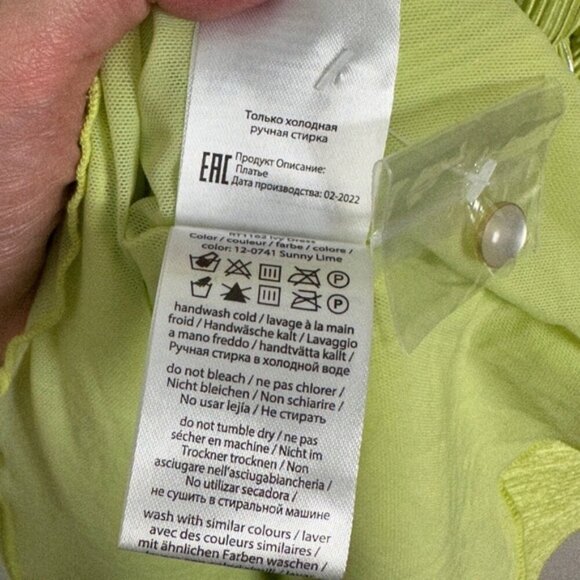 Только холодная
ручная стирка
EAC
Продукт Описание:
Платье
Дата производства: 02-2022
RT1162 Ivy Dress
Color / couleur / farbe / colore /
color: 12-0741 Sunny Lime
P
P
handwash cold / lavage à la main
froid / Handwäsche kalt / Lavaggio
a mano freddo / handtvätta kallt /
Ручная стирка в холодной воде
do not bleach / ne pas chlorer /
Nicht bleichen / Non schiarire /
No usar lejía / Не стирать
do not tumble dry / ne pas
sécher en machine / Nicht im
Trockner trocknen / Non
asciugare nell'asciugabiancheria /
No utilizar secadora /
не сушить в стиральной машине
wash with similar colours / laver
avec des couleurs similaires /
mit ähnlichen Farben waschen /